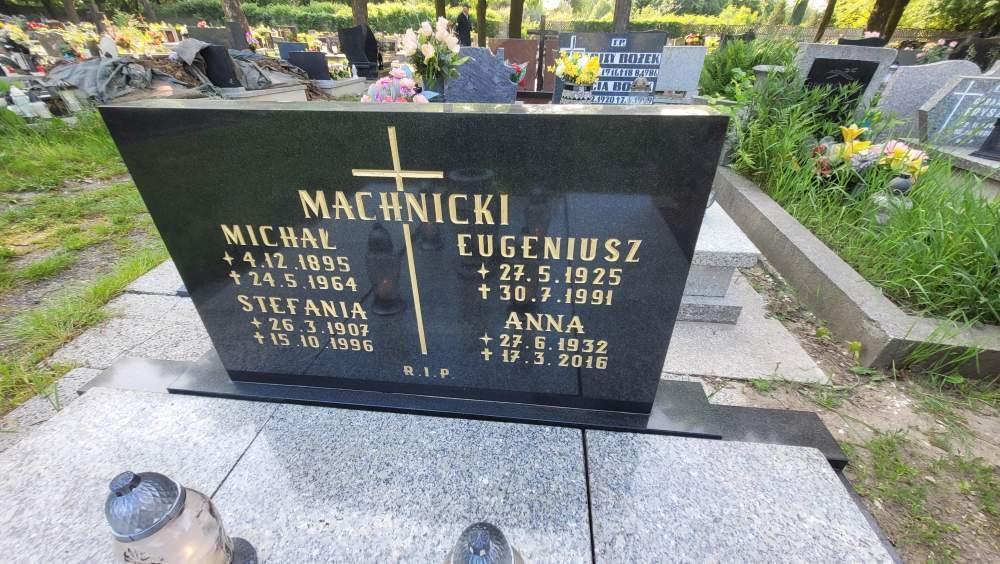 MACHNICKI
MICHAŁ
+ 4.12.1895
+ 24.5.1964
STEFANIA
+ 26.3.1907
+ 15.10.1996
EUGENIUSZ
+ 27.5.1925
✝ 30.7.1991
ANNA
+ 27.6.1932
✝ 17.3.2016
R.I.P.
I.P.
BOŻEK